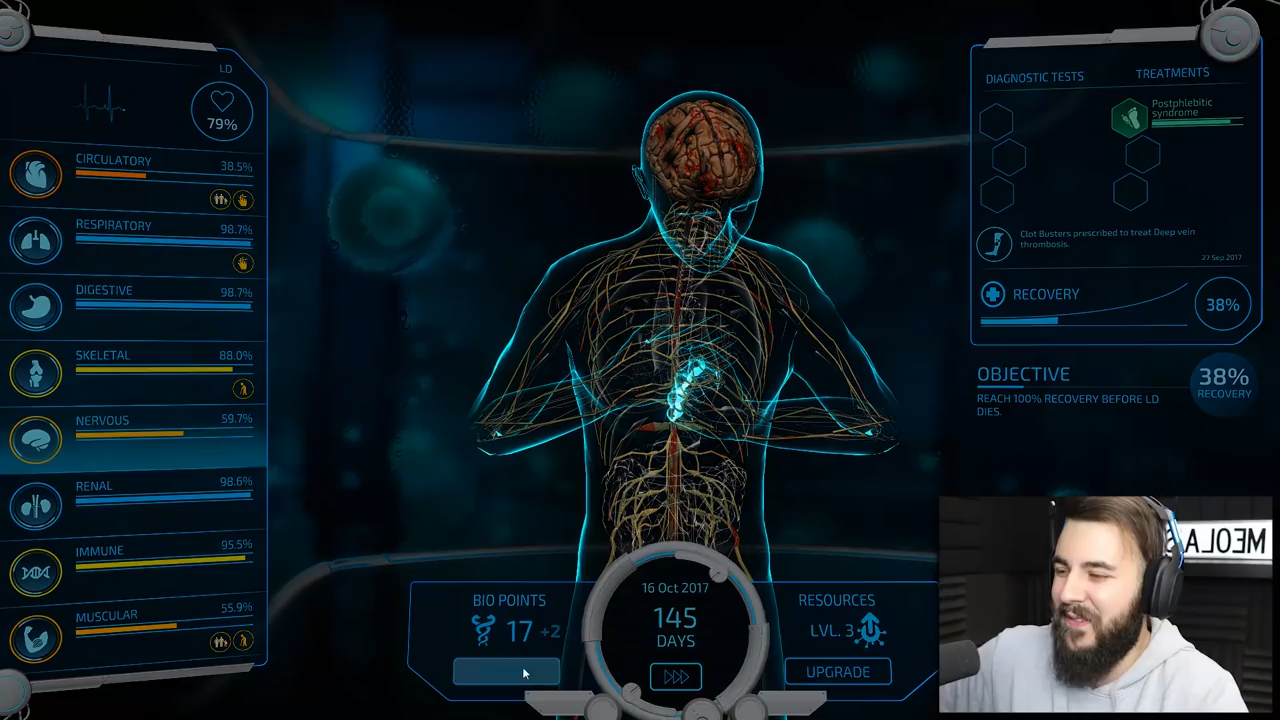 LD
79%
CIRCULATORY 38.5%
RESPIRATORY 98.7%
DIGESTIVE 98.7%
SKELETAL 88.0%
NERVOUS 59.7%
RENAL 98.6%
IMMUNE 95.5%
MUSCULAR 55.9%
BIO POINTS
17 +2
16 Oct 2017
145
DAYS
RESOURCES
LVL. 3
UPGRADE
DIAGNOSTIC TESTS TREATMENTS
Postphlebitic
syndrome
Clot Busters prescribed to treat Deep vein
thrombosis.
27 Sep 2017
RECOVERY 38%
OBJECTIVE
REACH 100% RECOVERY BEFORE LD
DIES.
38%
RECOVERY